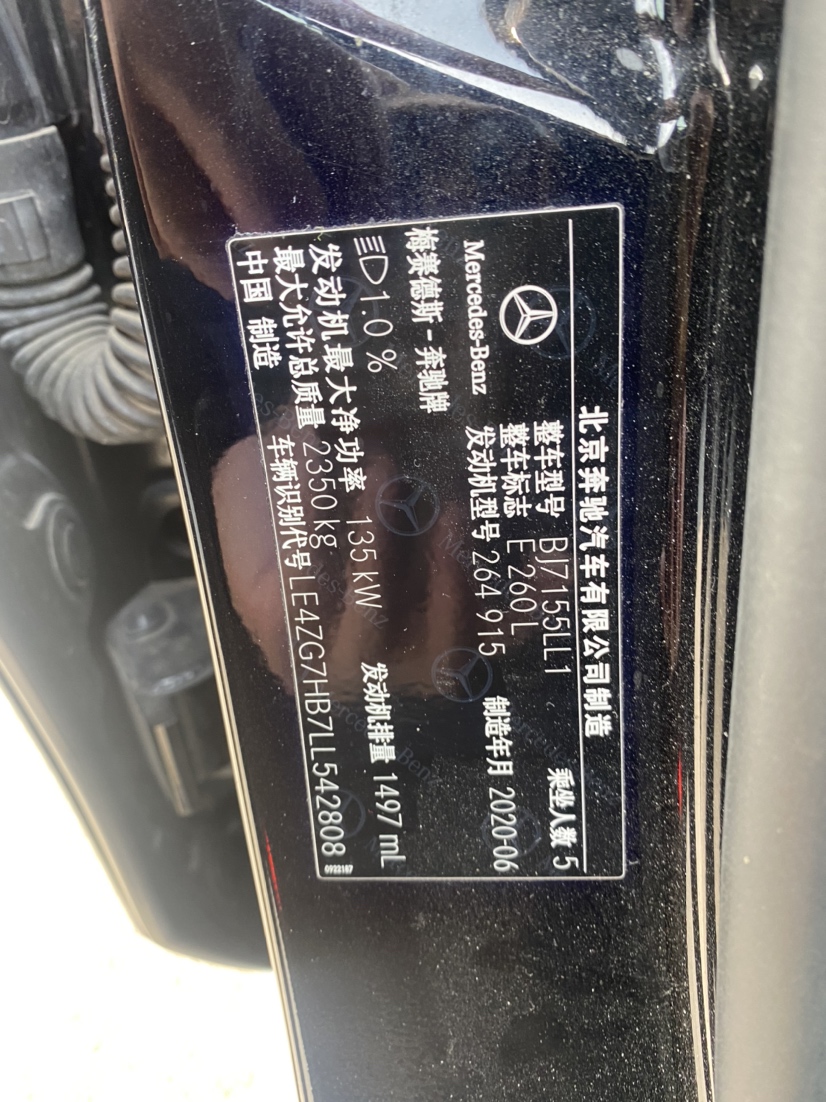 北京奔驰汽车有限公司制造
整车型号 BJ7155LL1 乘坐人数 5
整车标志 E 260 L
发动机型号 264 915 制造年月 2020-06
Mercedes-Benz
梅赛德斯-奔驰牌
1.0 %
发动机最大净功率 135 kW 发动机排量 1497 mL
最大允许总质量 2350 kg
中国 制造 车辆识别代号 LE4ZG7HB7LL542808
0923187